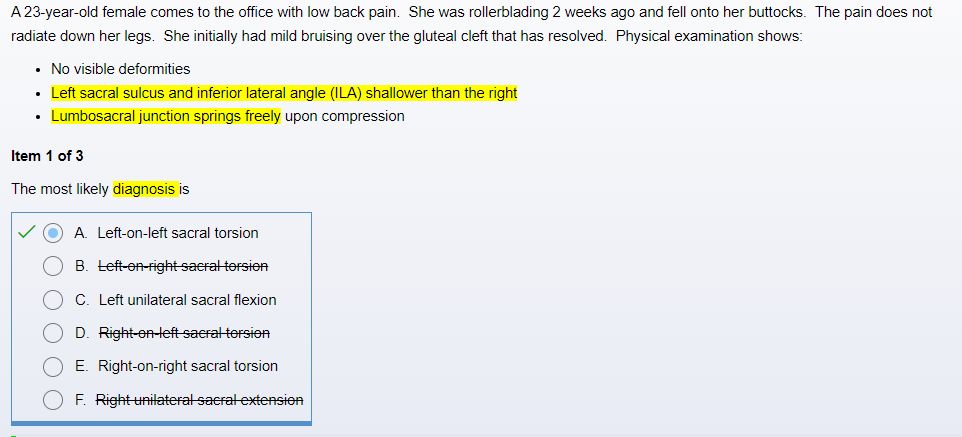 A 23-year-old female comes to the office with low back pain.  She was rollerblading 2 weeks ago and fell onto her buttocks.  The pain does not
radiate down her legs.  She initially had mild bruising over the gluteal cleft that has resolved.  Physical examination shows:
• No visible deformities
• Left sacral sulcus and inferior lateral angle (ILA) shallower than the right
• Lumbosacral junction springs freely upon compression
Item 1 of 3
The most likely diagnosis is
A. Left-on-left sacral torsion
B. Left-on-right sacral torsion
C. Left unilateral sacral flexion
D. Right-on-left sacral torsion
E. Right-on-right sacral torsion
F. Right unilateral sacral extension